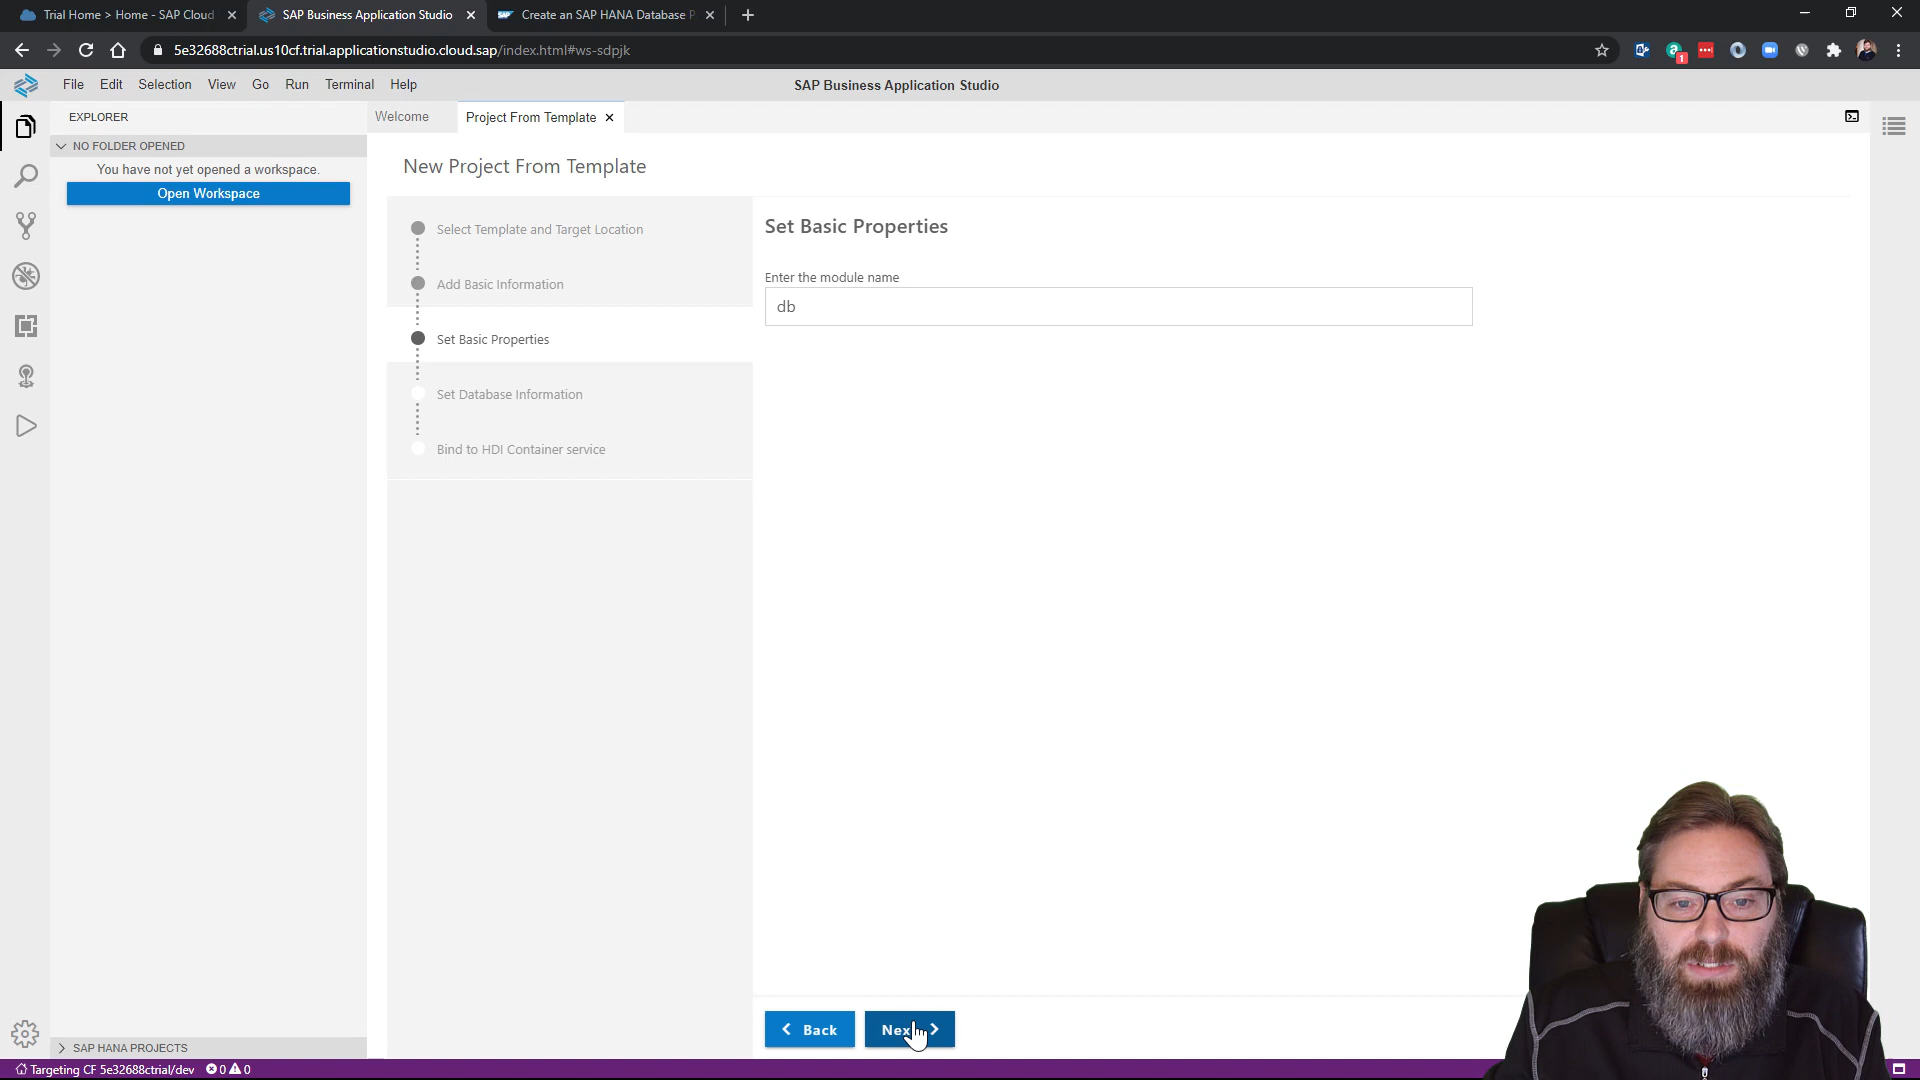 Trial Home > Home - SAP Cloud
SAP Business Application Studio
Create an SAP HANA Database P
5e32688ctrial.us10cf.trial.applicationstudio.cloud.sap/index.html#ws-sdpjk
File Edit Selection View Go Run Terminal Help
SAP Business Application Studio
EXPLORER
NO FOLDER OPENED
You have not yet opened a workspace.
Open Workspace
Welcome
Project From Template
New Project From Template
Select Template and Target Location
Add Basic Information
Set Basic Properties
Set Database Information
Bind to HDI Container service
Set Basic Properties
Enter the module name
db
Back
Nex
SAP HANA PROJECTS
Targeting CF 5e32688ctrial/dev 0 0